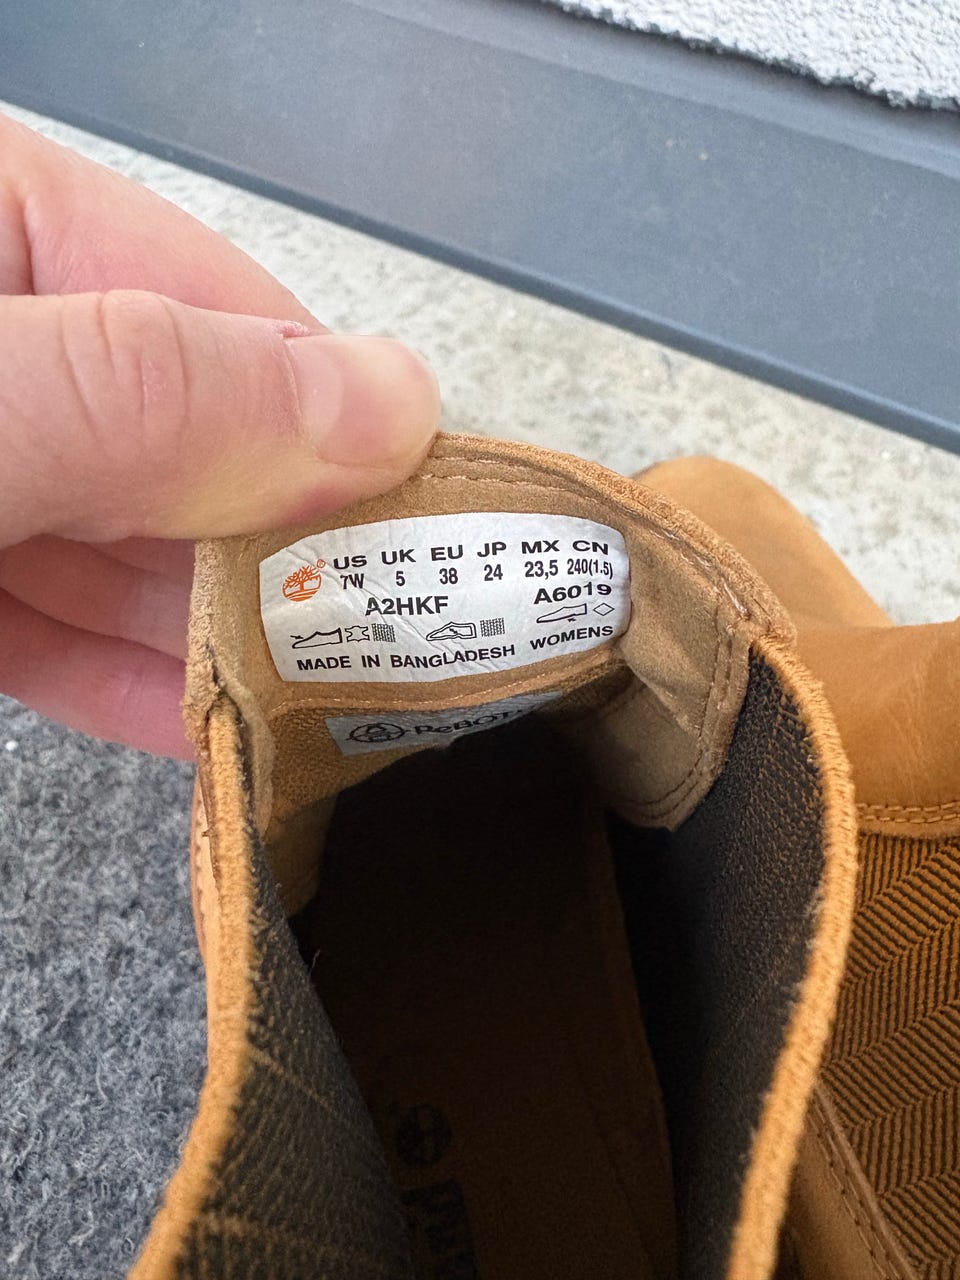 US UK EU JP MX CN
7W 5 38 24 23,5 240(1.5)
A2HKF A6019
WOMENS
MADE IN BANGLADESH